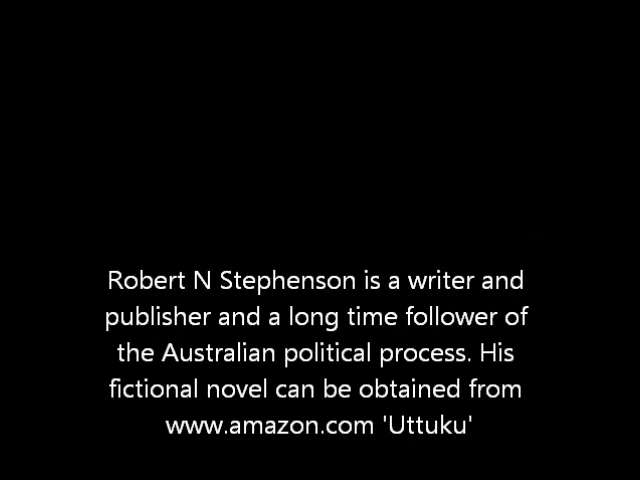 Robert N Stephenson is a writer and
publisher and a long time follower of
the Australian political process. His
fictional novel can be obtained from
www.amazon.com 'Uttuku'